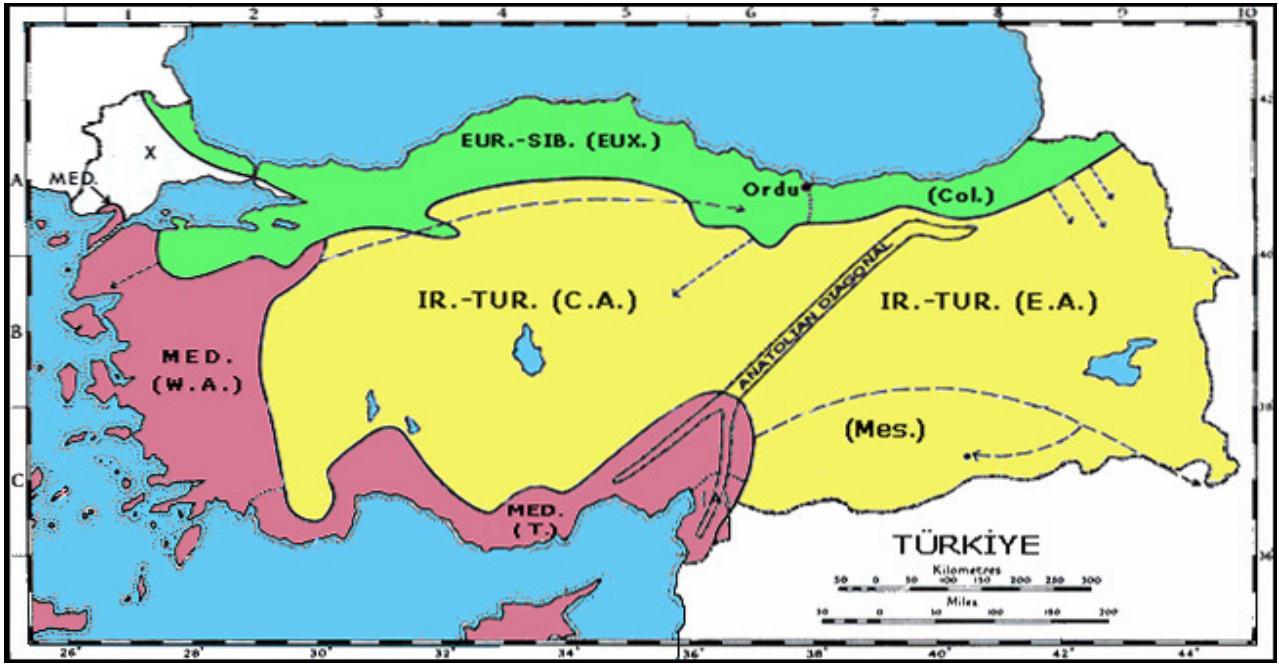 1 2 3 4 5 6 7 8 9 10
42
EUR.-SIB. (EUX.)
X
MED.
A
Ordu
(Col.)
40
ANATOLIAN DIAGONAL
IR.-TUR. (C.A.)
IR.-TUR. (E.A.)
B
MED.
(W.A.)
38
(Mes.)
C
(A)
MED.
(T.)
TÜRKİYE
36
Kilometres
50 0 50 100 150 200 250 300
Miles
50 0 50 100 150 200
26° 28 30 32 34 36° 38 40 42 44°